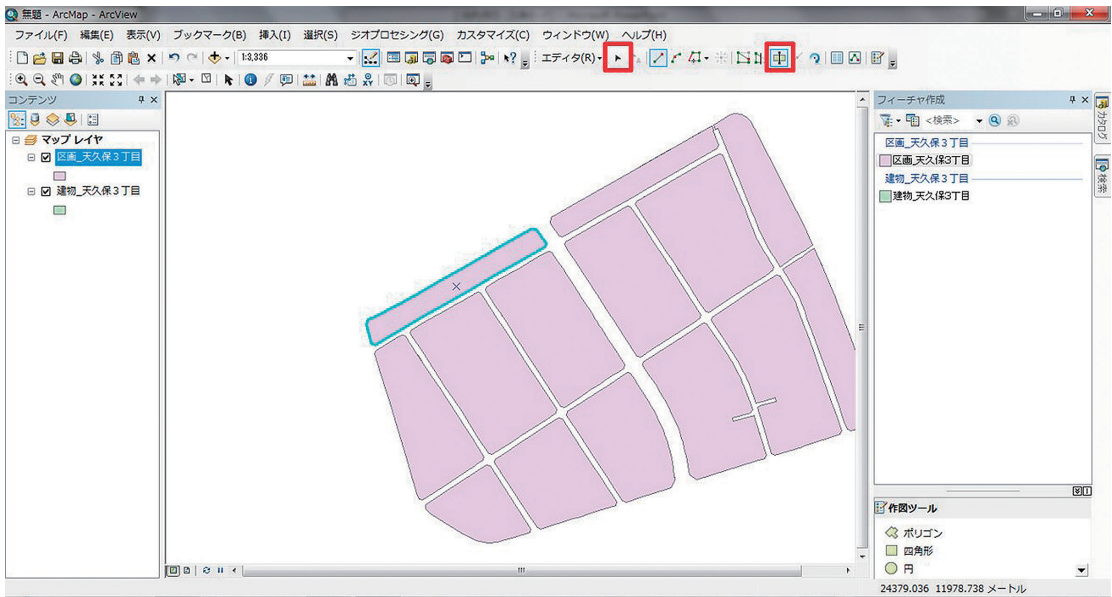 無題 - ArcMap - ArcView
ファイル(F) 編集(E) 表示(V) ブックマーク(B) 挿入(I) 選択(S) ジオプロセシング(G) カスタマイズ(C) ウィンドウ(W) ヘルプ(H)
1:3,336
エディタ(R)
コンテンツ
マップ レイヤ
区画_天久保３丁目
建物_天久保３丁目
フィーチャ作成
<検索>
区画_天久保３丁目
区画_天久保3丁目
建物_天久保３丁目
建物_天久保3丁目
カタログ
検索
作図ツール
ポリゴン
四角形
円
24379.036 11978.738 メートル